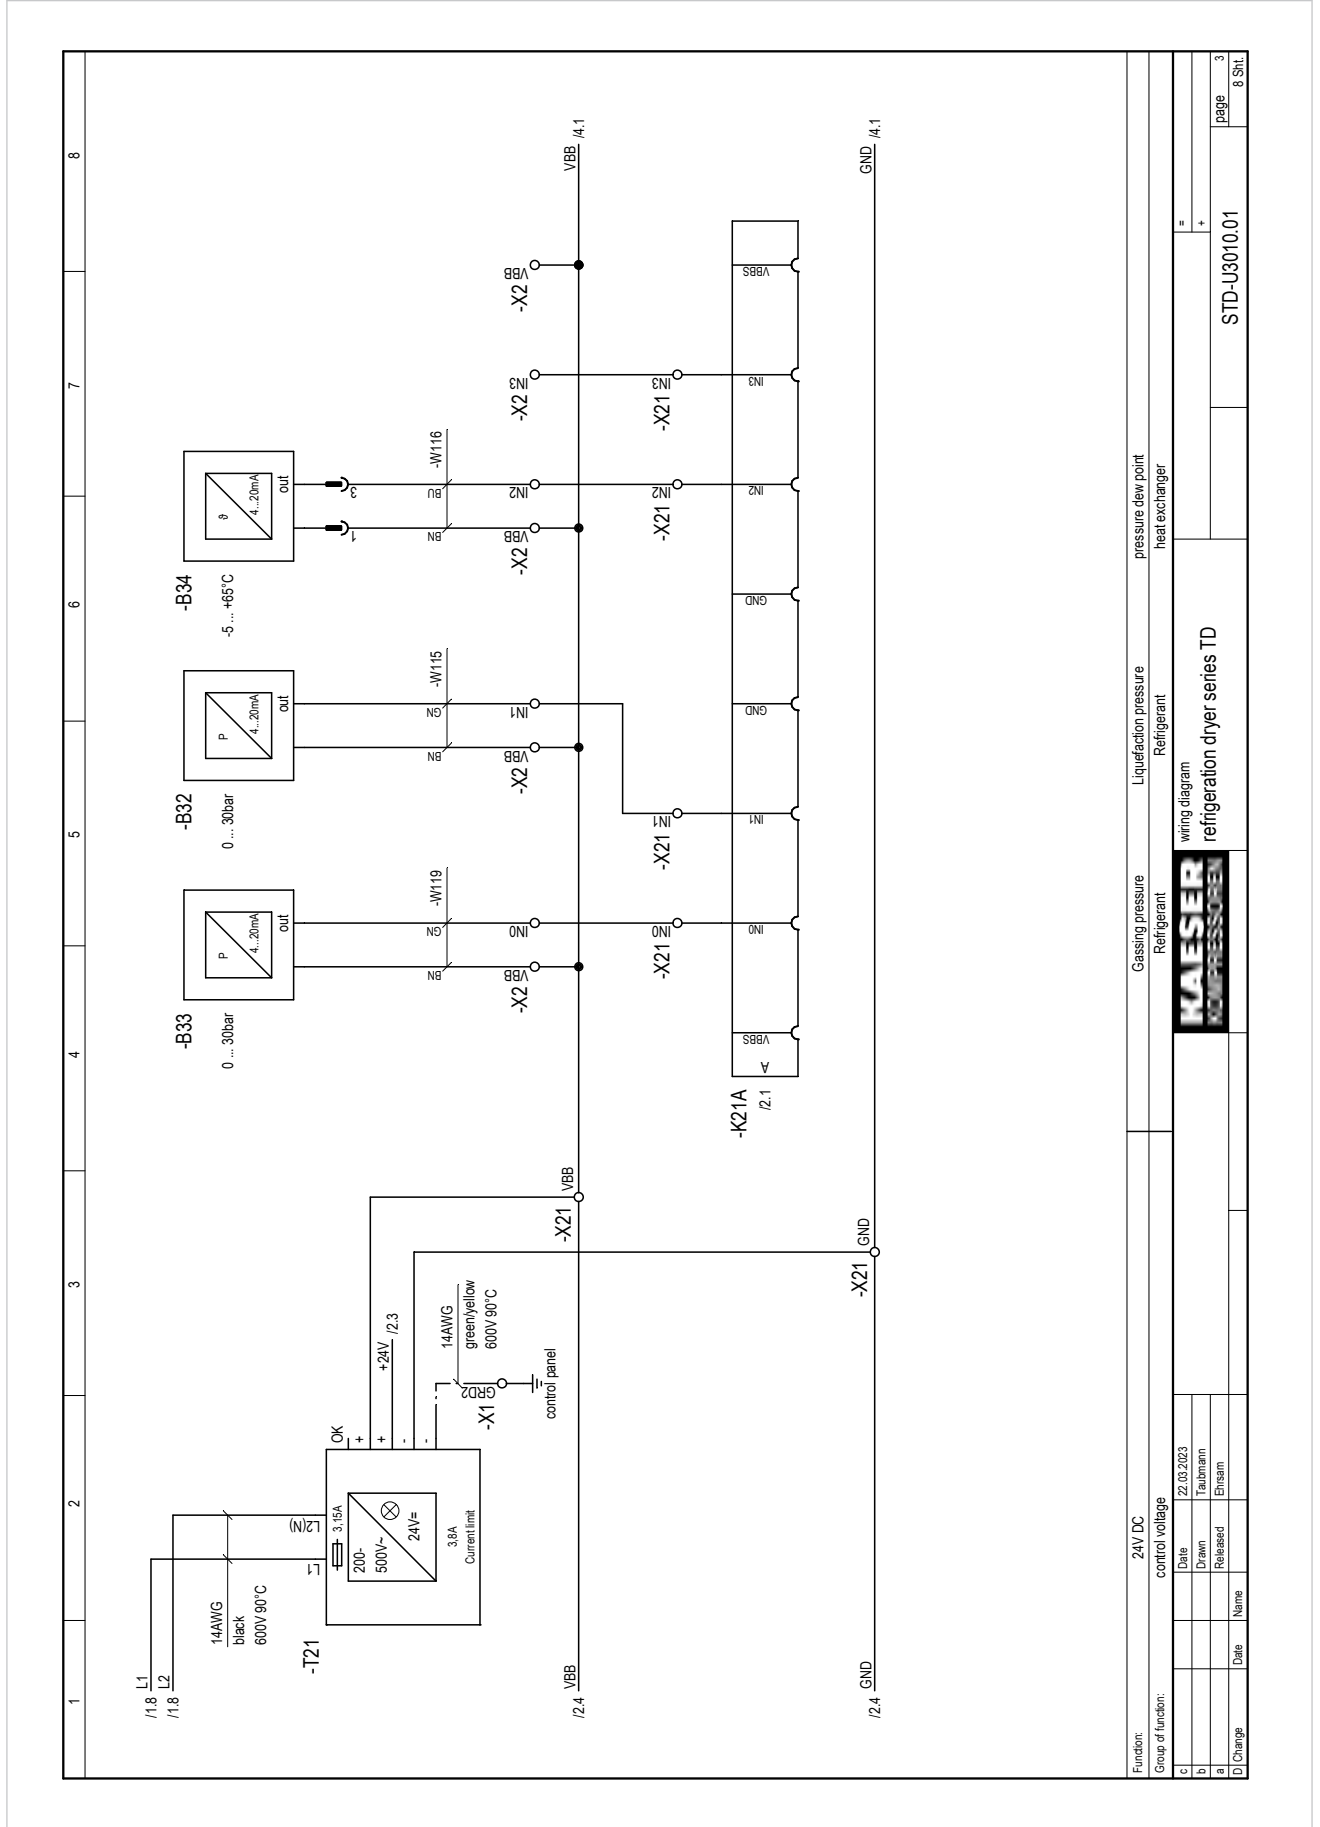 1 2 3 4 5 6 7 8
/1.8 L1
/1.8 L2
14AWG
black
600V 90°C
-T21
L1
L2(N)
3,15A
200-
500V~
24V=
3,8A
Current limit
OK
+
+
-
-
+24V /2.3
14AWG
green/yellow
600V 90°C
-X1
GRD2
control panel
-X21 VBB
-X21 GND
-B33
0 ... 30bar
P
4...20mA
out
BN
GN
-W119
-X2
VBB
IN0
-X21
IN0
-B32
0 ... 30bar
P
4...20mA
out
BN
GN
-W115
-X2
VBB
IN1
-X21
IN1
-B34
-5 ... +65°C
ϑ
4...20mA
out
1
3
BN
BU
-W116
-X2
VBB
IN2
-X21
IN2
-X2
IN3
-X21
IN3
-X2
VBB
/2.4 VBB
VBB /4.1
-K21A
/2.1
A
VBBS
IN0
IN1
GND
GND
IN2
IN3
VBBS
/2.4 GND
GND /4.1
Function: 24V DC Gassing pressure Liquefaction pressure pressure dew point
Group of function: control voltage Refrigerant Refrigerant heat exchanger
c Date 22.03.2023
b Drawn Taubmann
a Released Ehrsam
D Change Date Name
KAESER
KOMPRESSOREN
wiring diagram
refrigeration dryer series TD
=
+
STD-U3010.01
page 3
8 Sht.